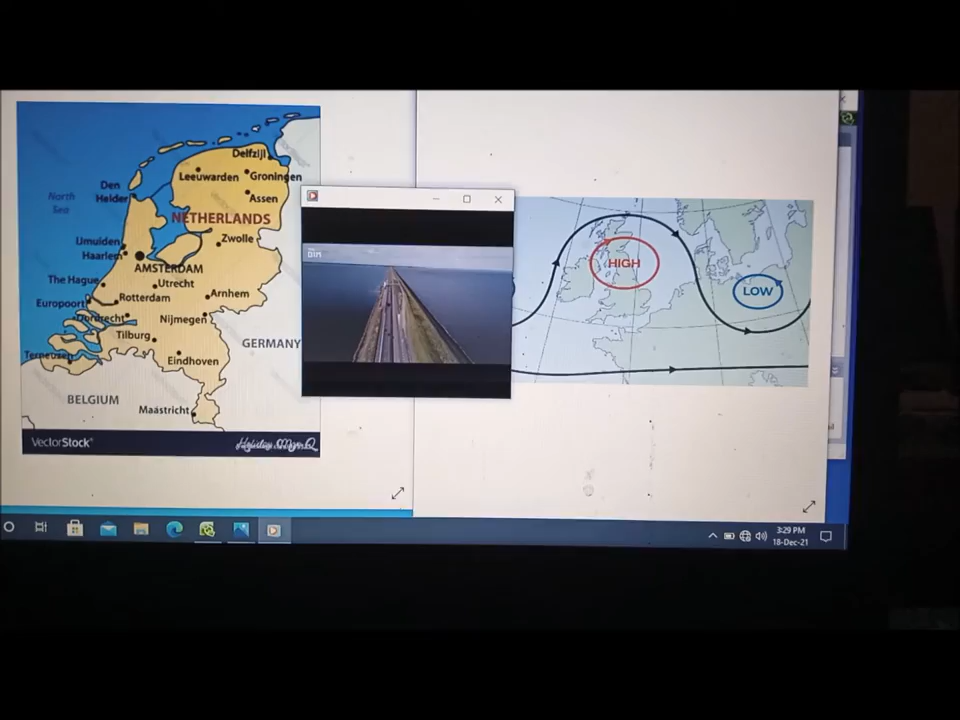 Delfzijl
Leeuwarden
Groningen
Den
Helder
Assen
North
Sea
NETHERLANDS
Zwolle
Umuiden
Haarlem
AMSTERDAM
The Hague
Utrecht
Europoort
Rotterdam
Arnhem
Dordrecht
Nijmegen
Tilburg
Terneuzen
Eindhoven
GERMANY
BELGIUM
Maastricht
VectorStock®
HIGH
LOW
3:29 PM
18-Dec-21